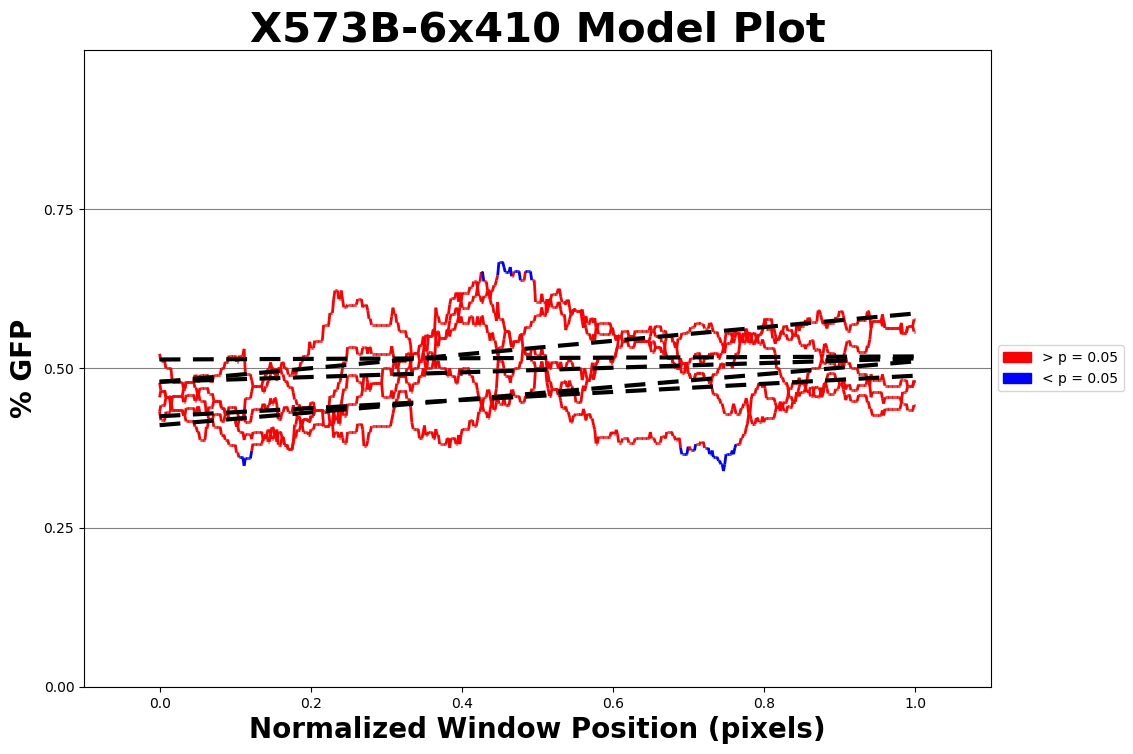 X573B-6x410 Model Plot
% GFP
0.75
0.50
0.25
0.00
0.0 0.2 0.4 0.6 0.8 1.0
Normalized Window Position (pixels)
> p = 0.05
< p = 0.05